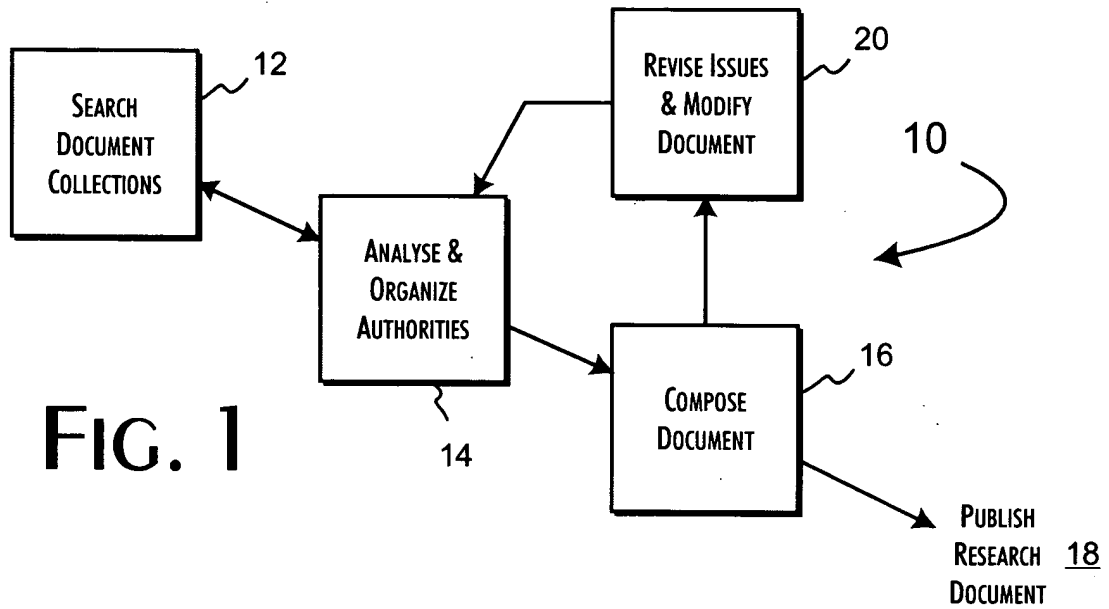 12
SEARCH
DOCUMENT
COLLECTIONS
20
REVISE ISSUES
& MODIFY
DOCUMENT
10
ANALYSE &
ORGANIZE
AUTHORITIES
14
16
COMPOSE
DOCUMENT
FIG. 1
PUBLISH
RESEARCH 18
DOCUMENT